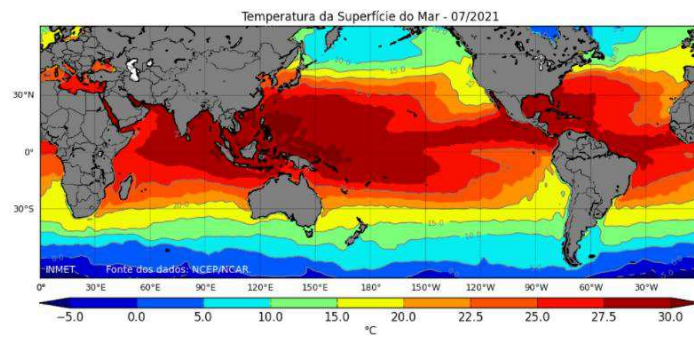 Temperatura da Superfície do Mar - 07/2021
30°N
0°
30°S
INMET Fonte dos dados: NCEP/NCAR
0° 30°E 60°E 90°E 120°E 150°E 180° 150°W 120°W 90°W 60°W 30°W
−5.0 0.0 5.0 10.0 15.0 20.0 22.5 25.0 27.5 30.0
°C